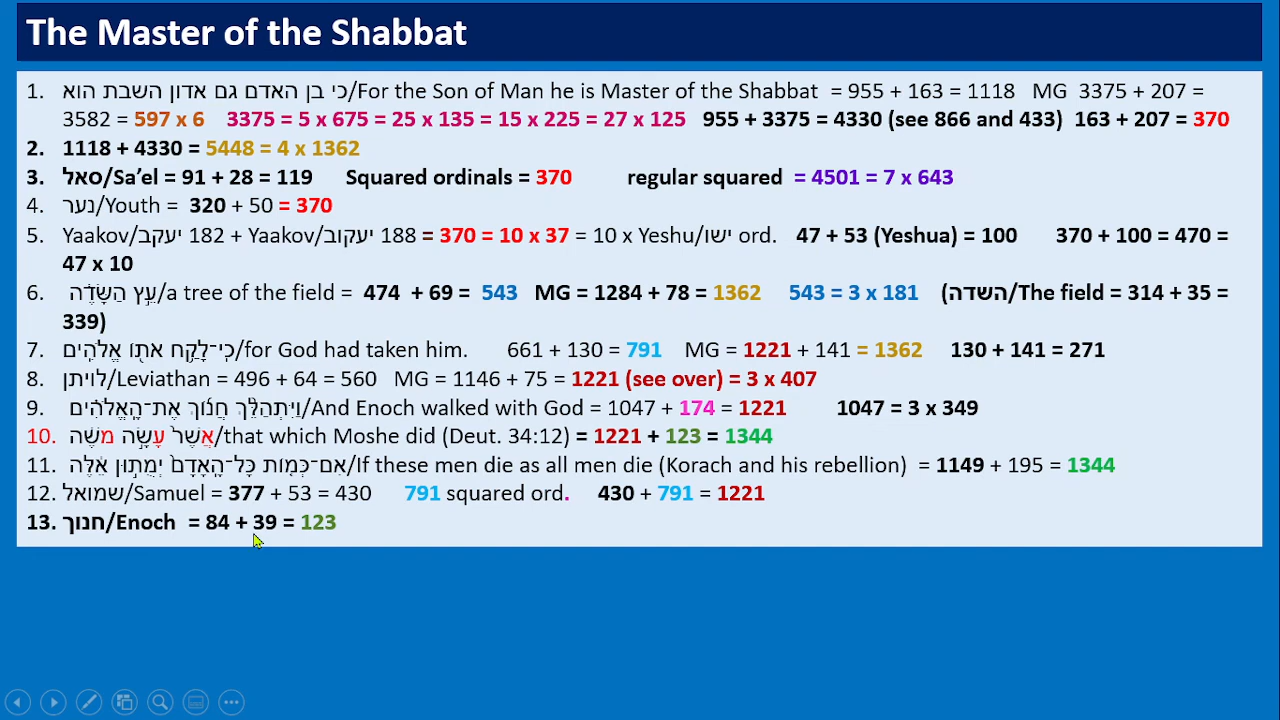 The Master of the Shabbat
1. כי בן האדם גם אדון השבת הוא/For the Son of Man he is Master of the Shabbat = 955 + 163 = 1118 MG 3375 + 207 =
3582 = 597 x 6 3375 = 5 x 675 = 25 x 135 = 15 x 225 = 27 x 125 955 + 3375 = 4330 (see 866 and 433) 163 + 207 = 370
2. 1118 + 4330 = 5448 = 4 x 1362
3. סאל/Sa’el = 91 + 28 = 119 Squared ordinals = 370 regular squared = 4501 = 7 x 643
4. נער/Youth = 320 + 50 = 370
5. Yaakov/יעקב 182 + Yaakov/יעקוב 188 = 370 = 10 x 37 = 10 x Yeshu/ישו ord. 47 + 53 (Yeshua) = 100 370 + 100 = 470 =
47 x 10
6. עֵ֣ץ הַשָּׂדֶ֗ה/a tree of the field = 474 + 69 = 543 MG = 1284 + 78 = 1362 543 = 3 x 181 (השדה/The field = 314 + 35 =
339)
7. כִּֽי־לָקַ֥ח אֹת֖וֹ אֱלֹהִֽים/for God had taken him. 661 + 130 = 791 MG = 1221 + 141 = 1362 130 + 141 = 271
8. לויתן/Leviathan = 496 + 64 = 560 MG = 1146 + 75 = 1221 (see over) = 3 x 407
9. וַיִּתְהַלֵּ֨ךְ חֲנ֜וֹךְ אֶת־הָֽאֱלֹהִ֗ים/And Enoch walked with God = 1047 + 174 = 1221 1047 = 3 x 349
10. אֲשֶׁר֙ עָשָׂ֣ה מֹשֶׁ֔ה/that which Moshe did (Deut. 34:12) = 1221 + 123 = 1344
11. אִם־כְּמ֤וֹת כׇּל־הָֽאָדָם֙ יְמֻת֣וּן אֵ֔לֶּה/If these men die as all men die (Korach and his rebellion) = 1149 + 195 = 1344
12. שמואל/Samuel = 377 + 53 = 430 791 squared ord. 430 + 791 = 1221
13. חנוך/Enoch = 84 + 39 = 123